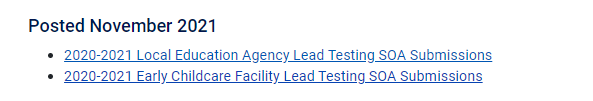 Posted November 2021
2020-2021 Local Education Agency Lead Testing SOA Submissions
2020-2021 Early Childcare Facility Lead Testing SOA Submissions